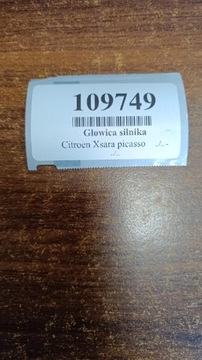 109749
Głowica silnika
Citroen Xsara picasso -/.. -
-/..